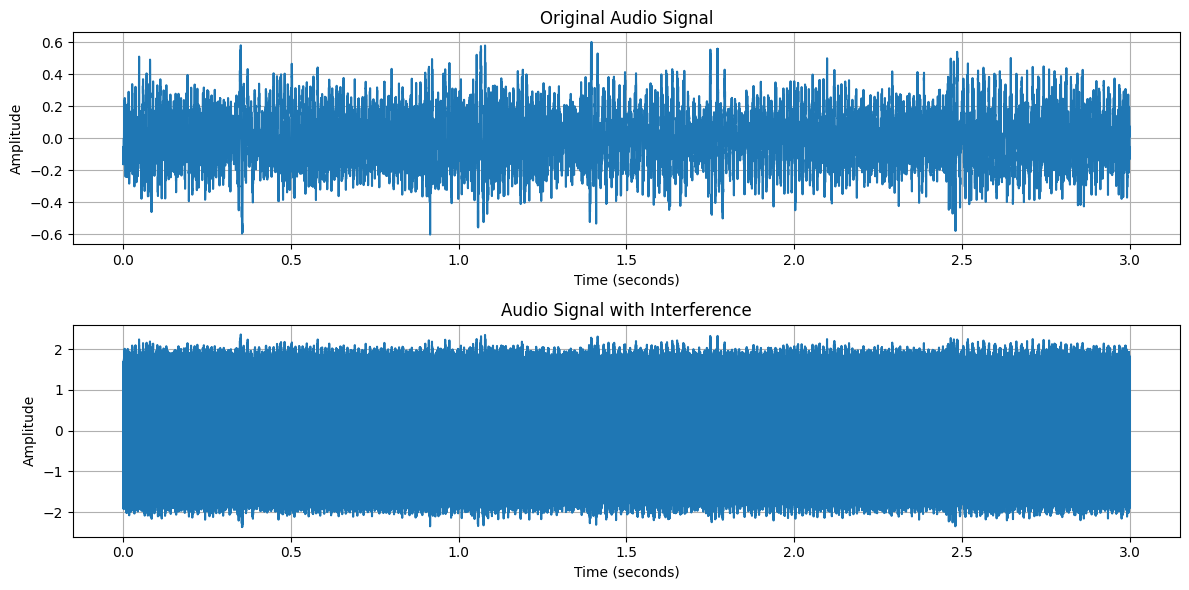 Original Audio Signal
0.6
0.4
0.2
0.0
−0.2
−0.4
−0.6
Amplitude
0.0 0.5 1.0 1.5 2.0 2.5 3.0
Time (seconds)
Audio Signal with Interference
2
1
0
−1
−2
Amplitude
0.0 0.5 1.0 1.5 2.0 2.5 3.0
Time (seconds)